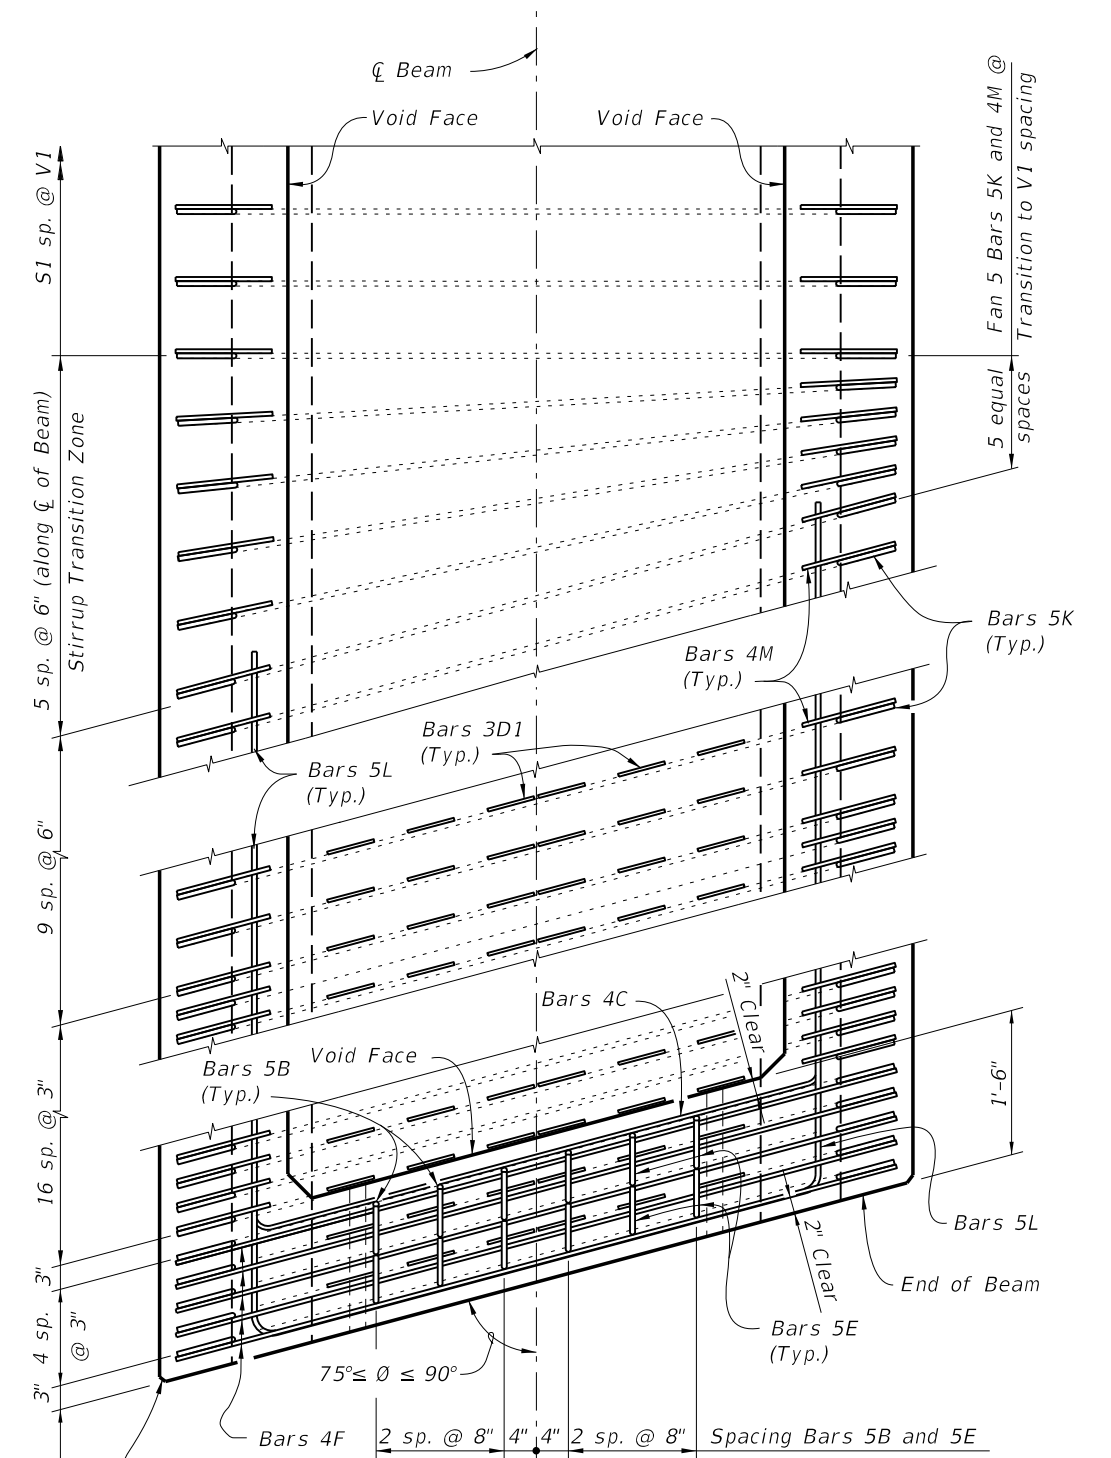 ℄ Beam
Void Face
Void Face
S1 sp. @ V1
Fan 5 Bars 5K and 4M @
Transition to V1 spacing
5 equal
spaces
5 sp. @ 6" (along ℄ of Beam)
Stirrup Transition Zone
Bars 5K
(Typ.)
Bars 4M
(Typ.)
Bars 3D1
(Typ.)
Bars 5L
(Typ.)
9 sp. @ 6"
2" Clear
Bars 4C
Void Face
Bars 5B
(Typ.)
1'-6"
16 sp. @ 3"
Bars 5L
2" Clear
3"
End of Beam
4 sp.
@ 3"
Bars 5E
(Typ.)
75°≤ Ø ≤ 90°
3"
Bars 4F
2 sp. @ 8"
4"
4"
2 sp. @ 8"
Spacing Bars 5B and 5E